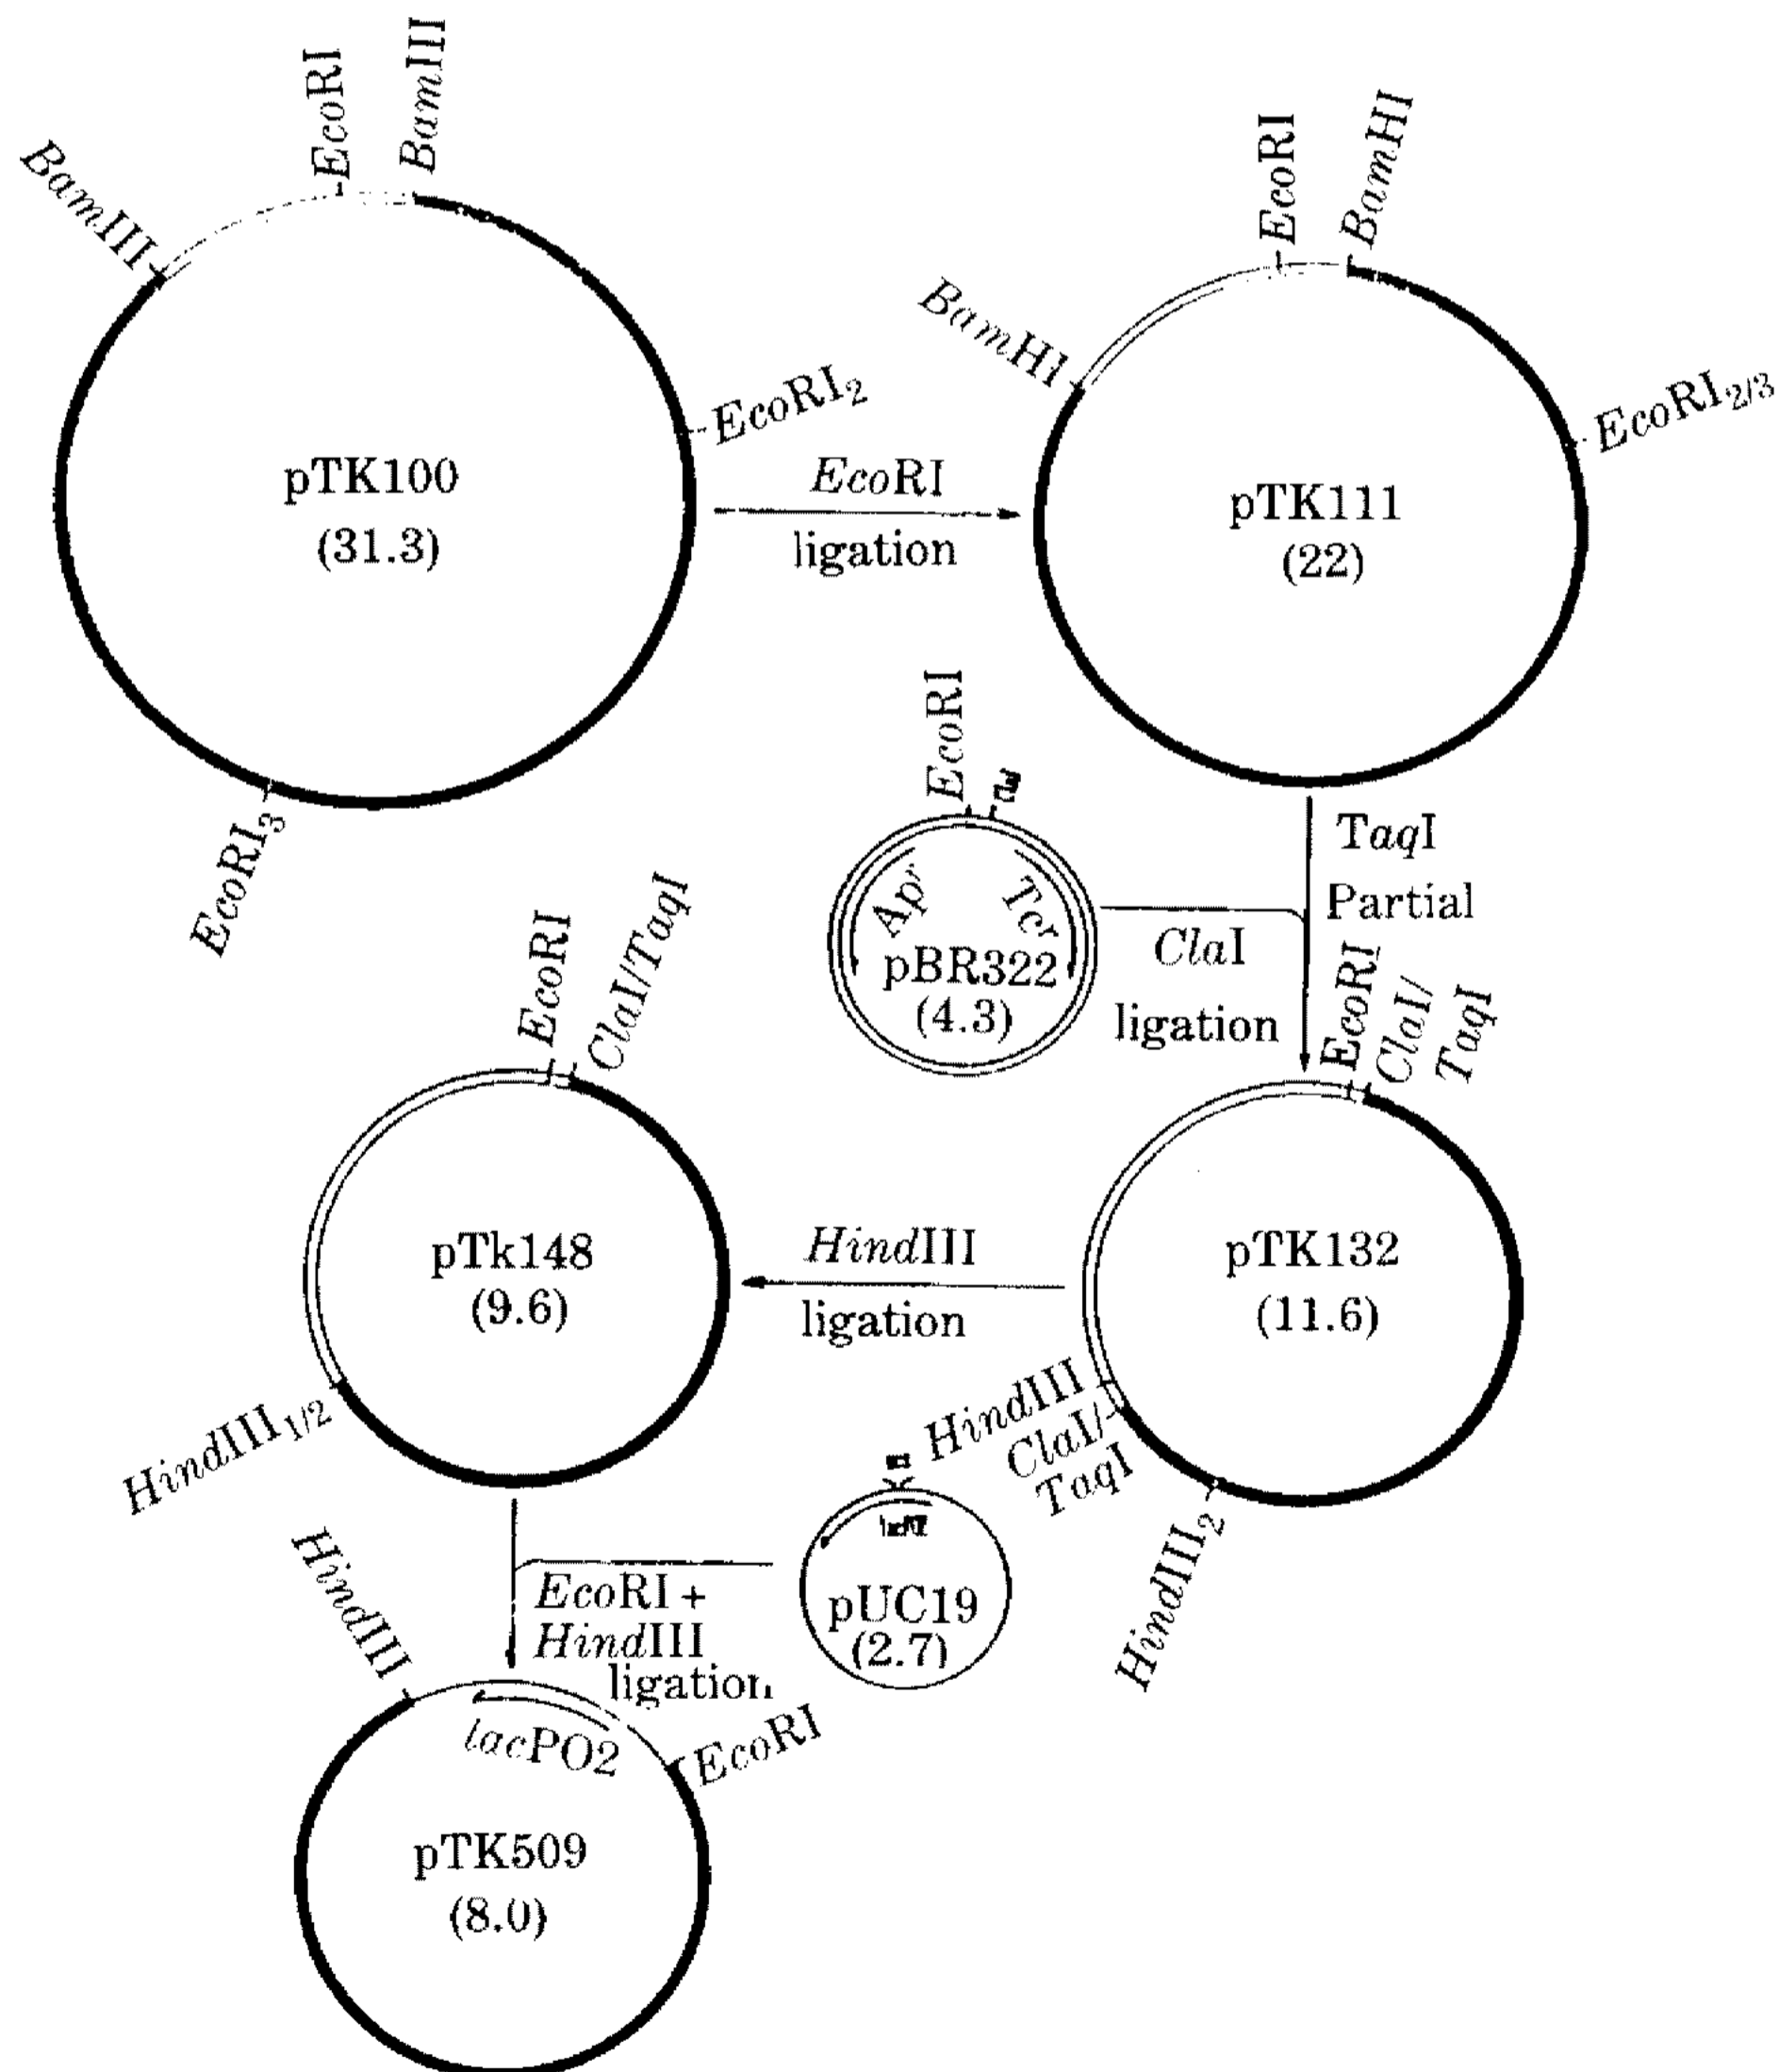 EcoRI
BamIII
BamIII
EcoRI₂
EcoRI₃
pTK100
(31.3)
EcoRI
ligation
EcoRI
BamHI
BamHI
EcoRI₂/₃
pTK111
(22)
TaqI
Partial
ClaI
ligation
EcoRI
Apʳ
Tcʳ
pBR322
(4.3)
EcoRI
ClaI/
TaqI
pTK132
(11.6)
HindIII
ClaI/
TaqI
HindIII₂
HindIII
ligation
EcoRI
ClaI/TaqI
pTk148
(9.6)
HindIII₁/₂
EcoRI +
HindIII
ligation
pUC19
(2.7)
HindIII
lacPO2
EcoRI
pTK509
(8.0)